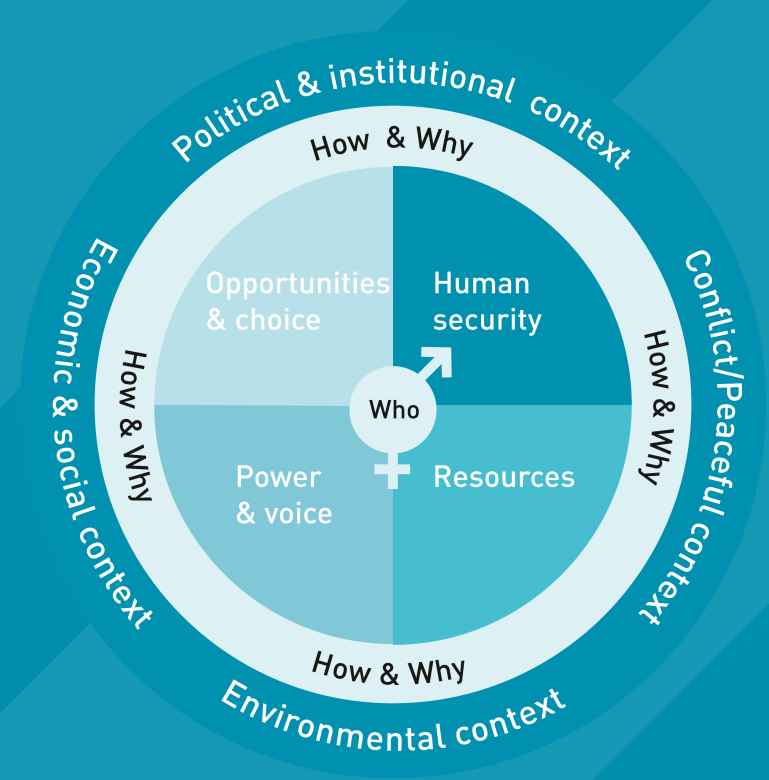 Political & institutional context
How & Why
Economic & social context
How & Why
Opportunities
& choice
Human
security
Who
Power
& voice
Resources
How & Why
Conflict/Peaceful context
How & Why
Environmental context